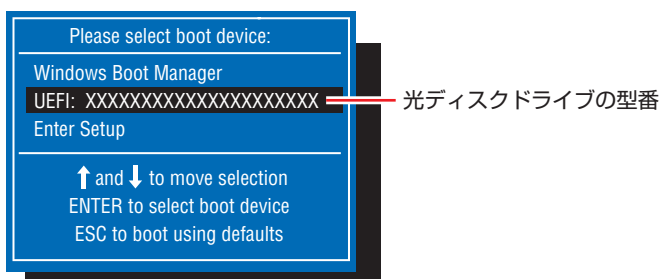 Please select boot device:
Windows Boot Manager
UEFI: XXXXXXXXXXXXXXXXXXXXX
光ディスクドライブの型番
Enter Setup
↑ and ↓ to move selection
ENTER to select boot device
ESC to boot using defaults